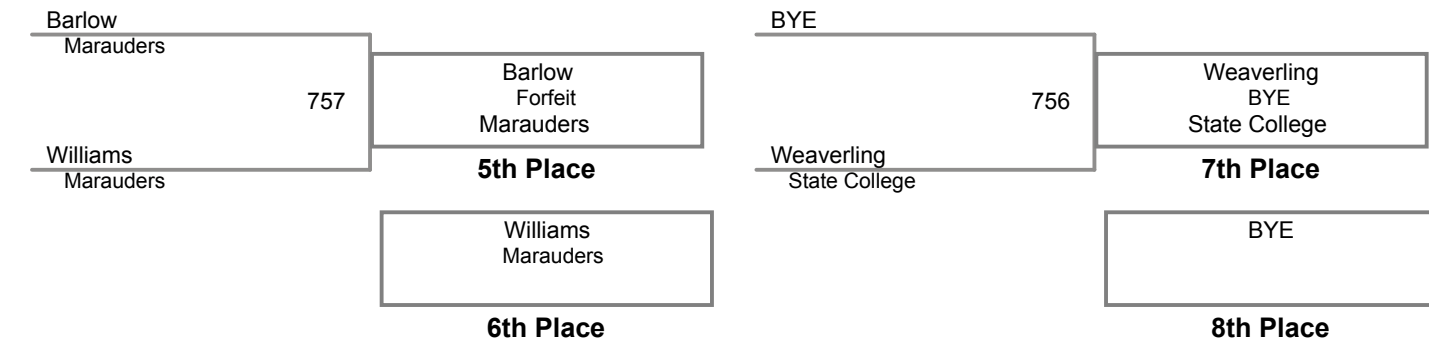 Barlow
Marauders
757
Williams
Marauders
Barlow
Forfeit
Marauders
5th Place
Williams
Marauders
6th Place
BYE
756
Weaverling
State College
Weaverling
BYE
State College
7th Place
BYE
8th Place